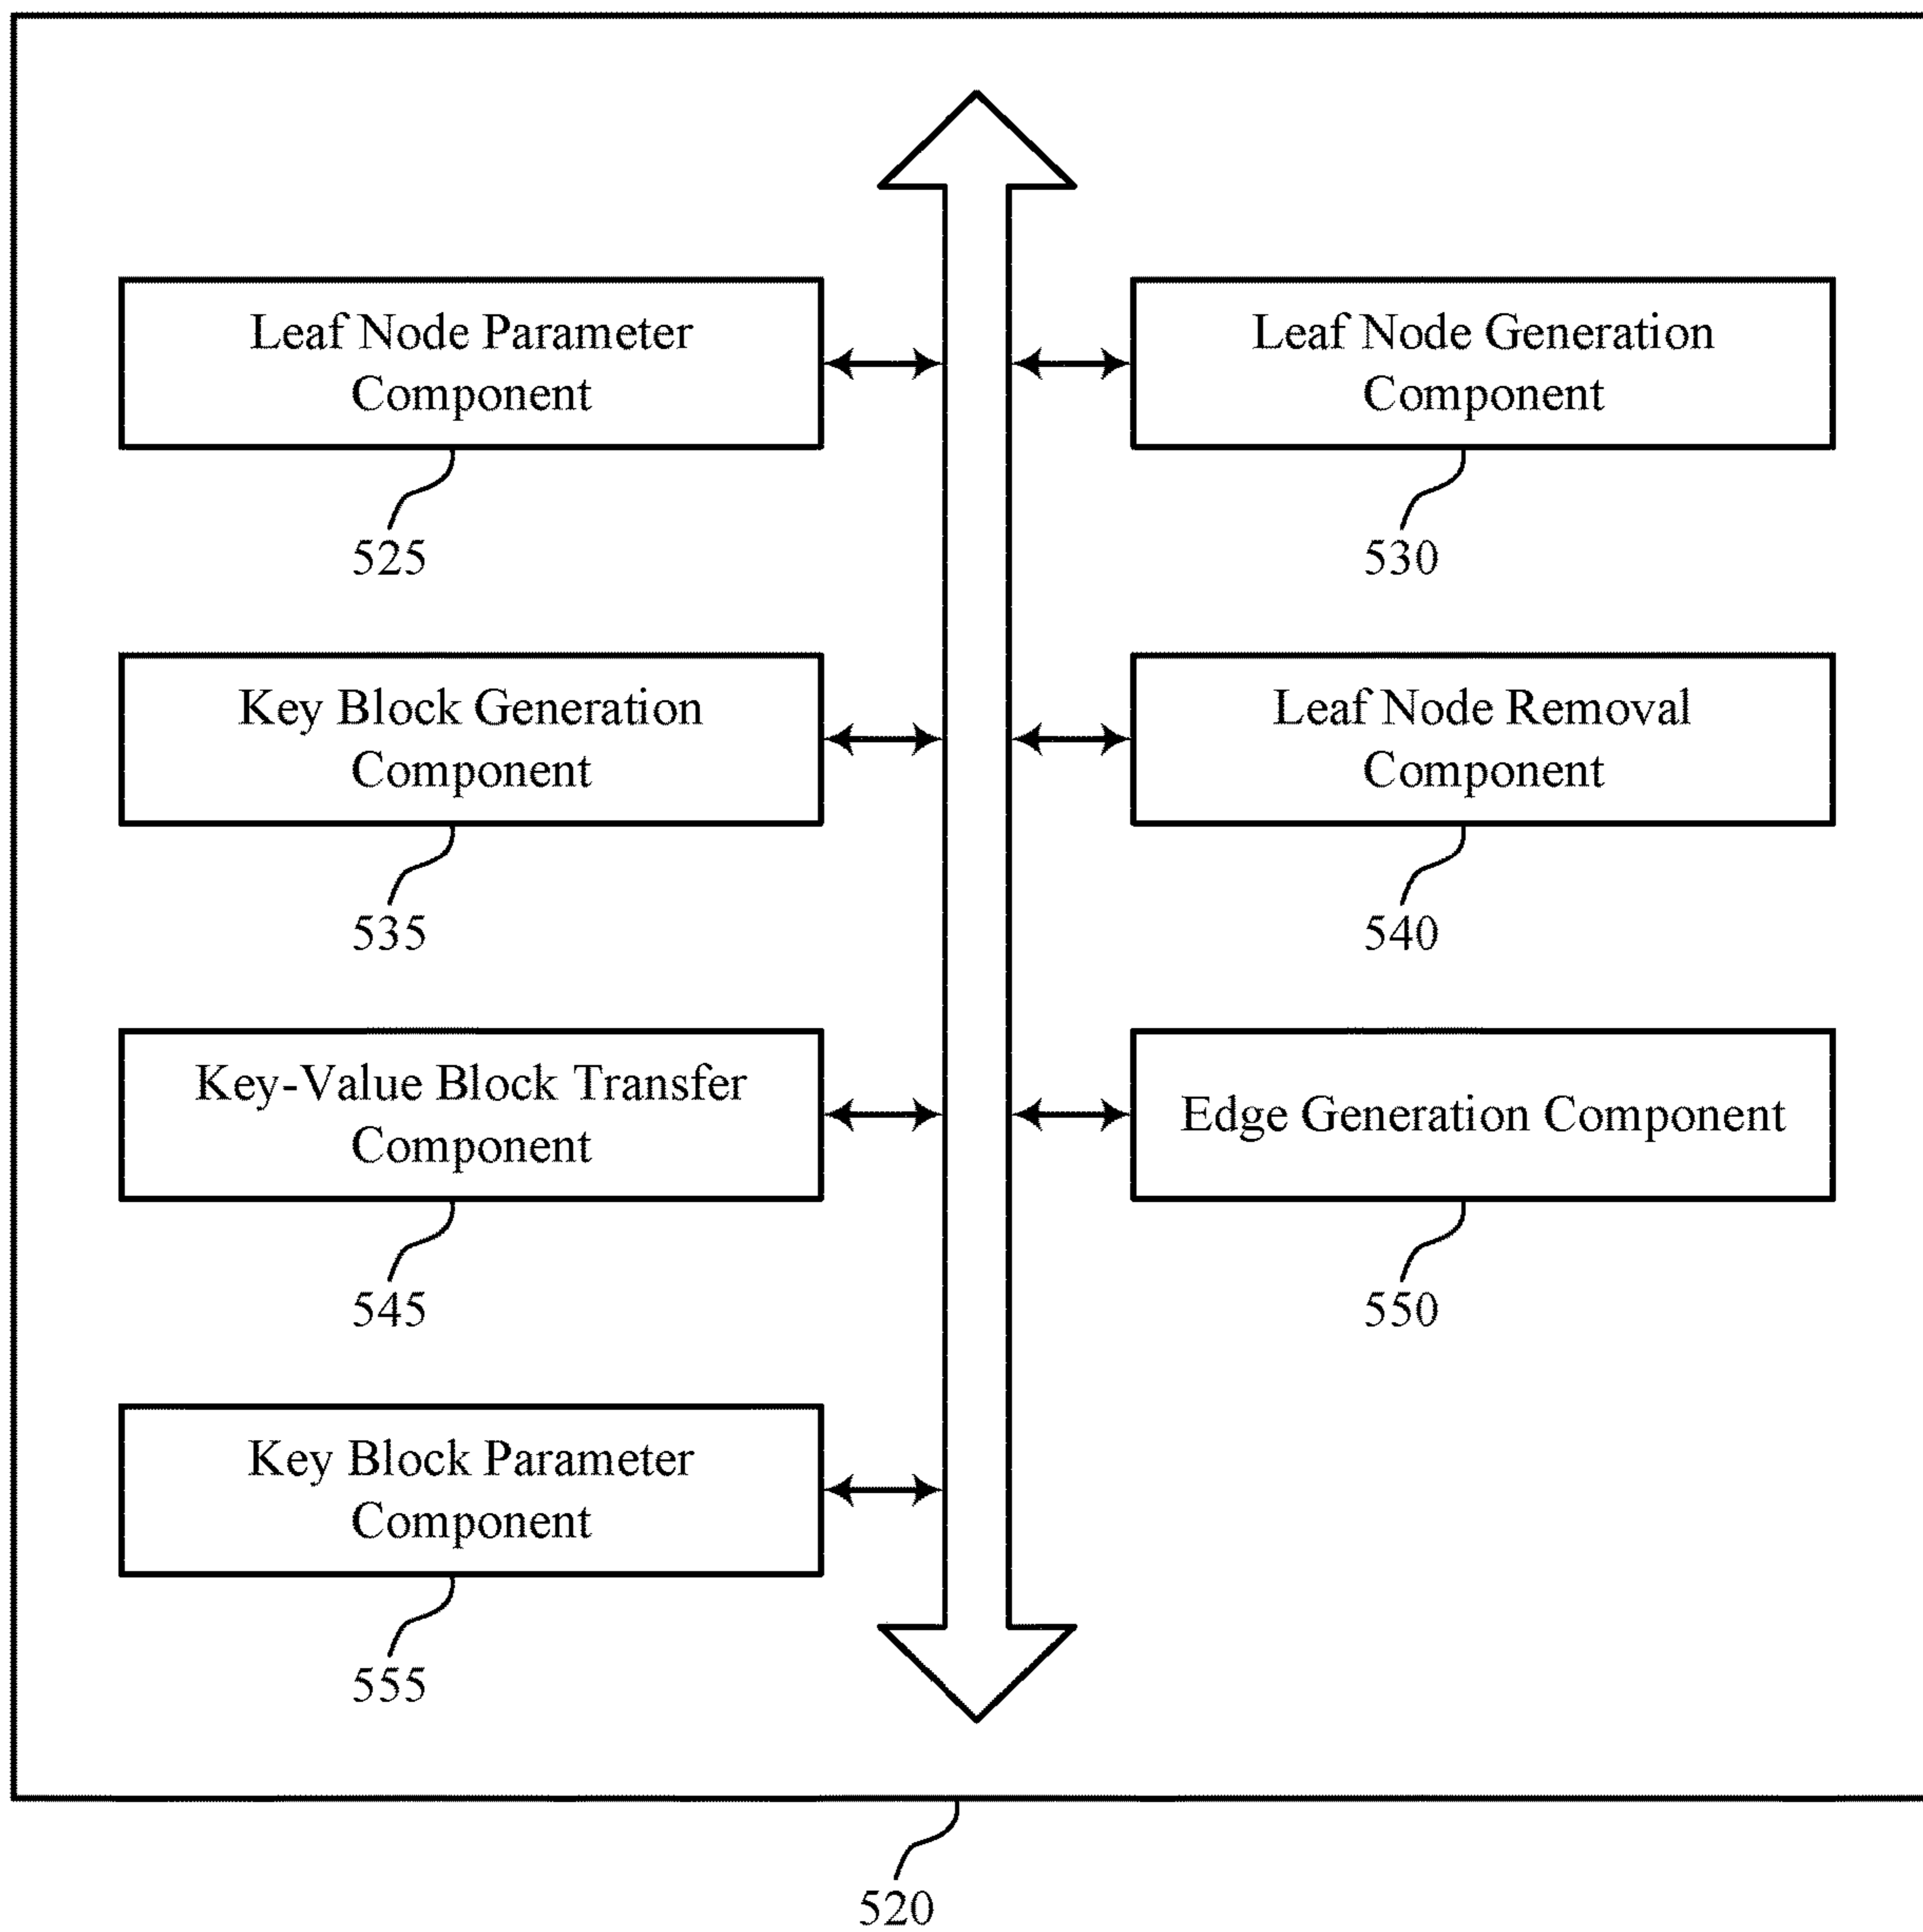 Leaf Node Parameter
Component
525
Leaf Node Generation
Component
530
Key Block Generation
Component
535
Leaf Node Removal
Component
540
Key-Value Block Transfer
Component
545
Edge Generation Component
550
Key Block Parameter
Component
555
520